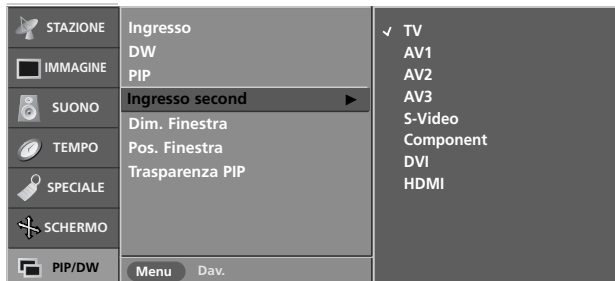 STAZIONE
IMMAGINE
SUONO
TEMPO
SPECIALE
SCHERMO
PIP/DW
Ingresso
DW
PIP
Ingresso second
Dim. Finestra
Pos. Finestra
Trasparenza PIP
Menu Dav.
TV
AV1
AV2
AV3
S-Video
Component
DVI
HDMI